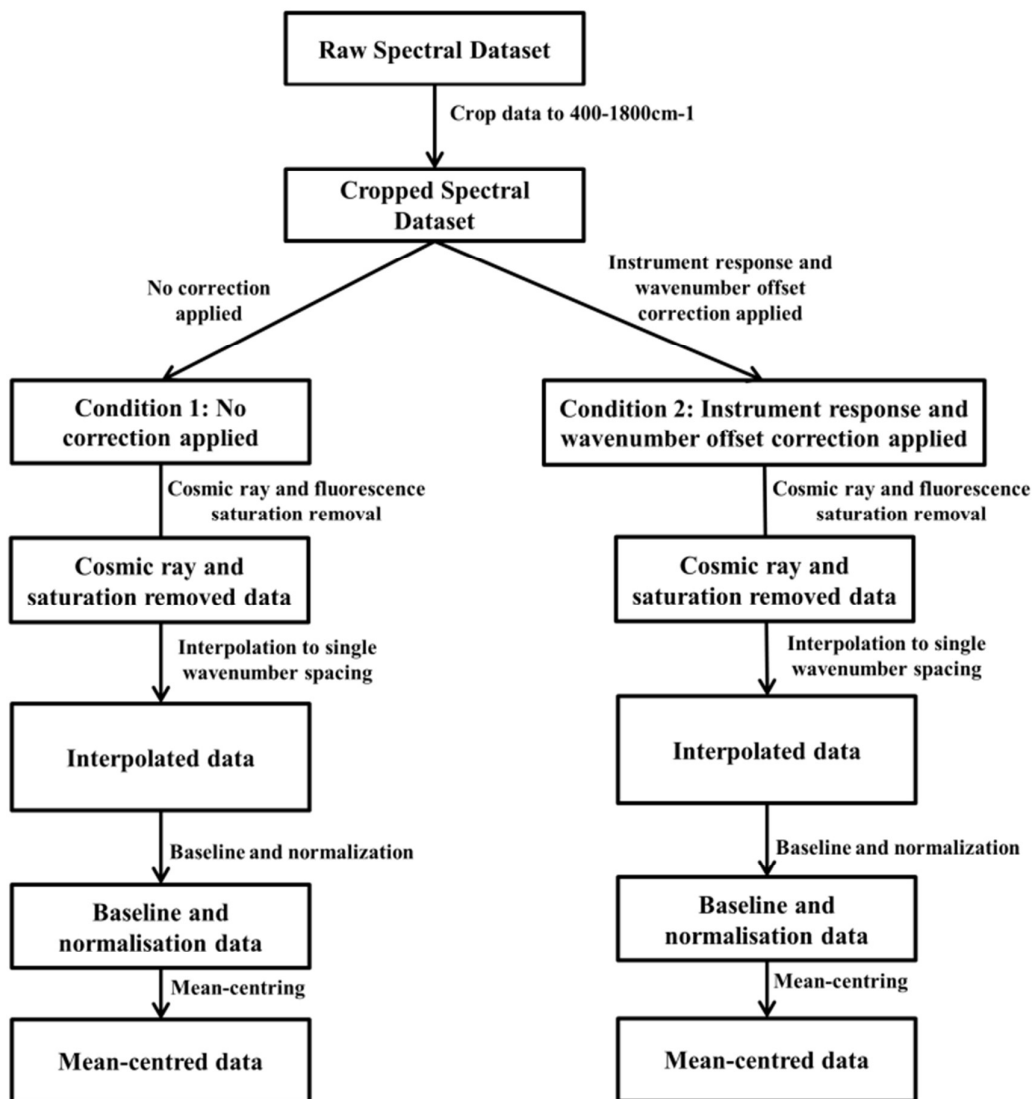 Raw Spectral Dataset
Crop data to 400-1800cm-1
Cropped Spectral
Dataset
No correction
applied
Instrument response and
wavenumber offset
correction applied
Condition 1: No
correction applied
Condition 2: Instrument response and
wavenumber offset correction applied
Cosmic ray and fluorescence
saturation removal
Cosmic ray and fluorescence
saturation removal
Cosmic ray and
saturation removed data
Cosmic ray and
saturation removed data
Interpolation to single
wavenumber spacing
Interpolation to single
wavenumber spacing
Interpolated data
Interpolated data
Baseline and normalization
Baseline and normalization
Baseline and
normalisation data
Baseline and
normalisation data
Mean-centring
Mean-centring
Mean-centred data
Mean-centred data